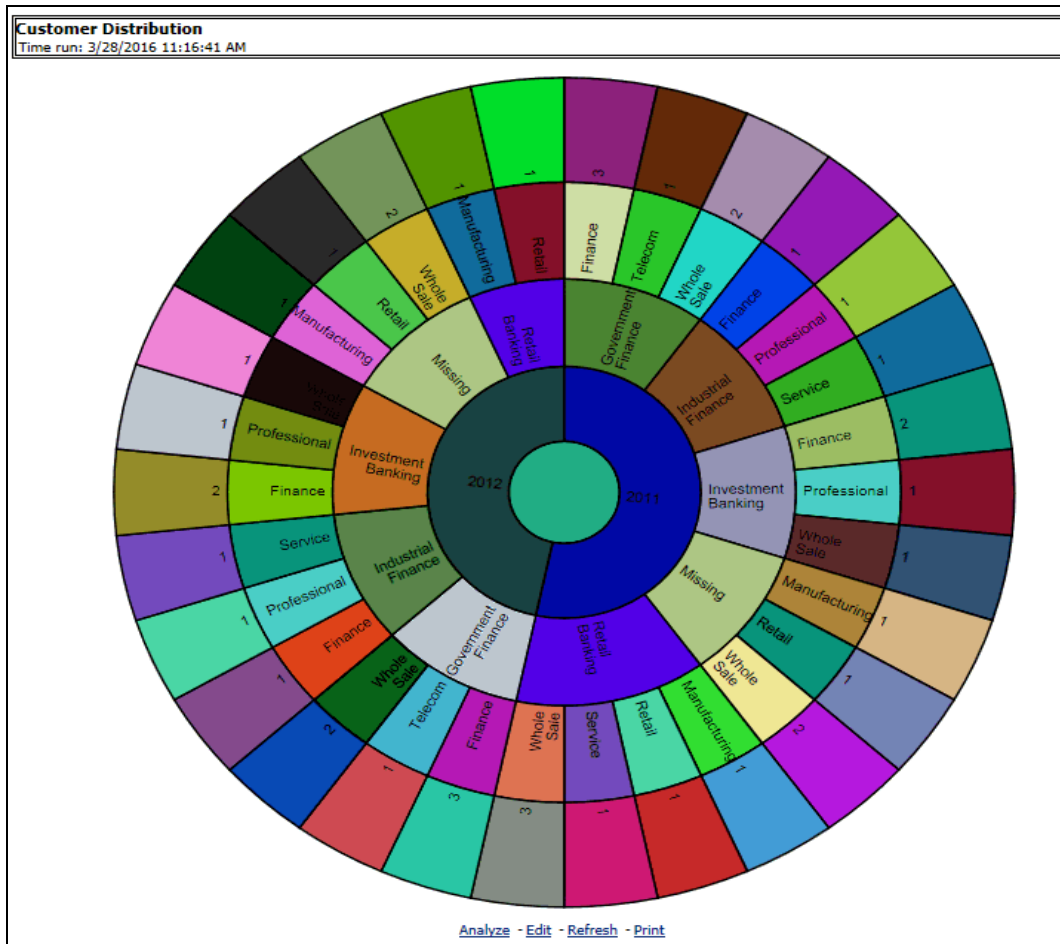 Customer Distribution
Time run: 3/28/2016 11:16:41 AM
2011
Government
Finance
Finance
3
Telecom
1
Whole
Sale
2
Industrial
Finance
Finance
1
Professional
1
Service
1
Investment
Banking
Finance
2
Professional
1
Whole
Sale
1
Missing
Manufacturing
1
Retail
1
Whole
Sale
2
Retail
Banking
Manufacturing
1
Retail
1
Service
1
Whole
Sale
3
2012
Government
Finance
Finance
3
Telecom
1
Whole
Sale
2
Industrial
Finance
Finance
1
Professional
1
Service
1
Investment
Banking
Finance
2
Professional
1
Whole
Sale
1
Missing
Manufacturing
1
Retail
1
Whole
Sale
2
Retail
Banking
Manufacturing
1
Retail
1
Analyze - Edit - Refresh - Print